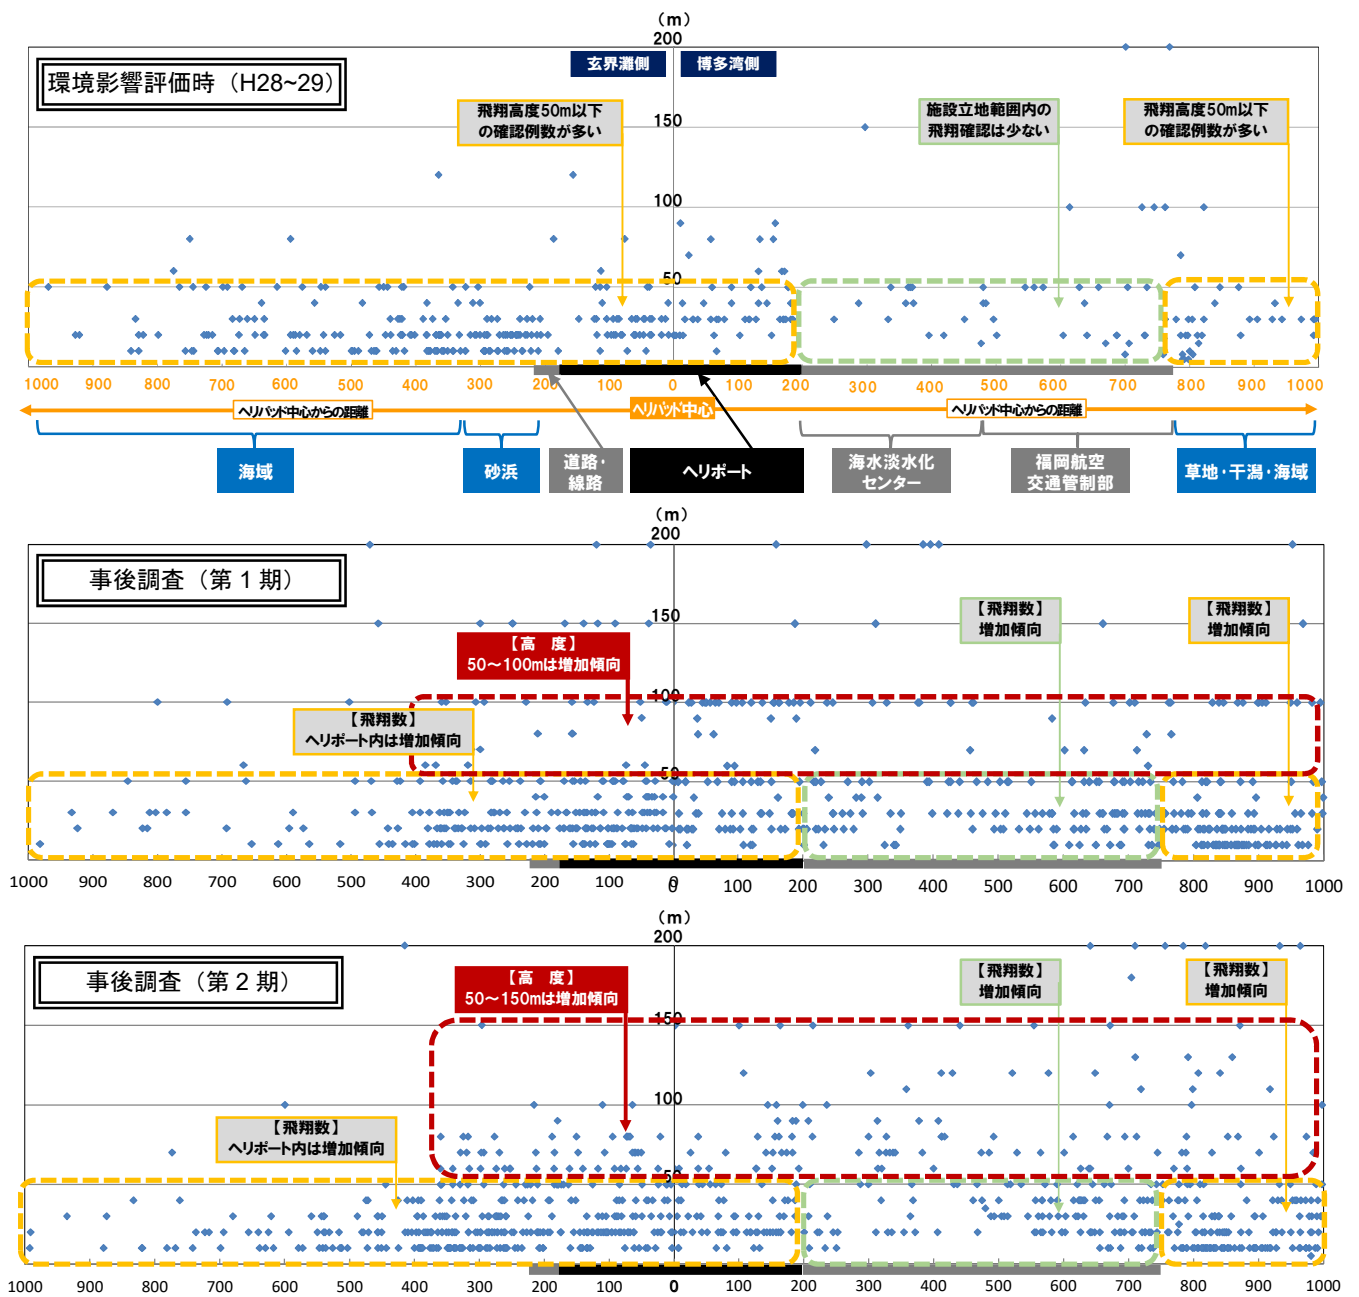 (m)
200
環境影響評価時（H28~29）
玄界灘側
博多湾側
飛翔高度50m以下
の確認例数が多い
施設立地範囲内の
飛翔確認は少ない
飛翔高度50m以下
の確認例数が多い
150
100
50
1000 900 800 700 600 500 400 300 200 100 0 100 200 300 400 500 600 700 800 900 1000
ヘリパッド中心からの距離
ヘリパッド中心
ヘリパッド中心からの距離
海域
砂浜
道路・
線路
ヘリポート
海水淡水化
センター
福岡航空
交通管制部
草地・干潟・海域
(m)
200
事後調査（第１期）
150
【高　度】
50～100mは増加傾向
【飛翔数】
増加傾向
【飛翔数】
増加傾向
100
【飛翔数】
ヘリポート内は増加傾向
50
0
1000 900 800 700 600 500 400 300 200 100 0 100 200 300 400 500 600 700 800 900 1000
(m)
200
事後調査（第２期）
【高　度】
50～150mは増加傾向
【飛翔数】
増加傾向
【飛翔数】
増加傾向
150
100
【飛翔数】
ヘリポート内は増加傾向
50
0
1000 900 800 700 600 500 400 300 200 100 0 100 200 300 400 500 600 700 800 900 1000